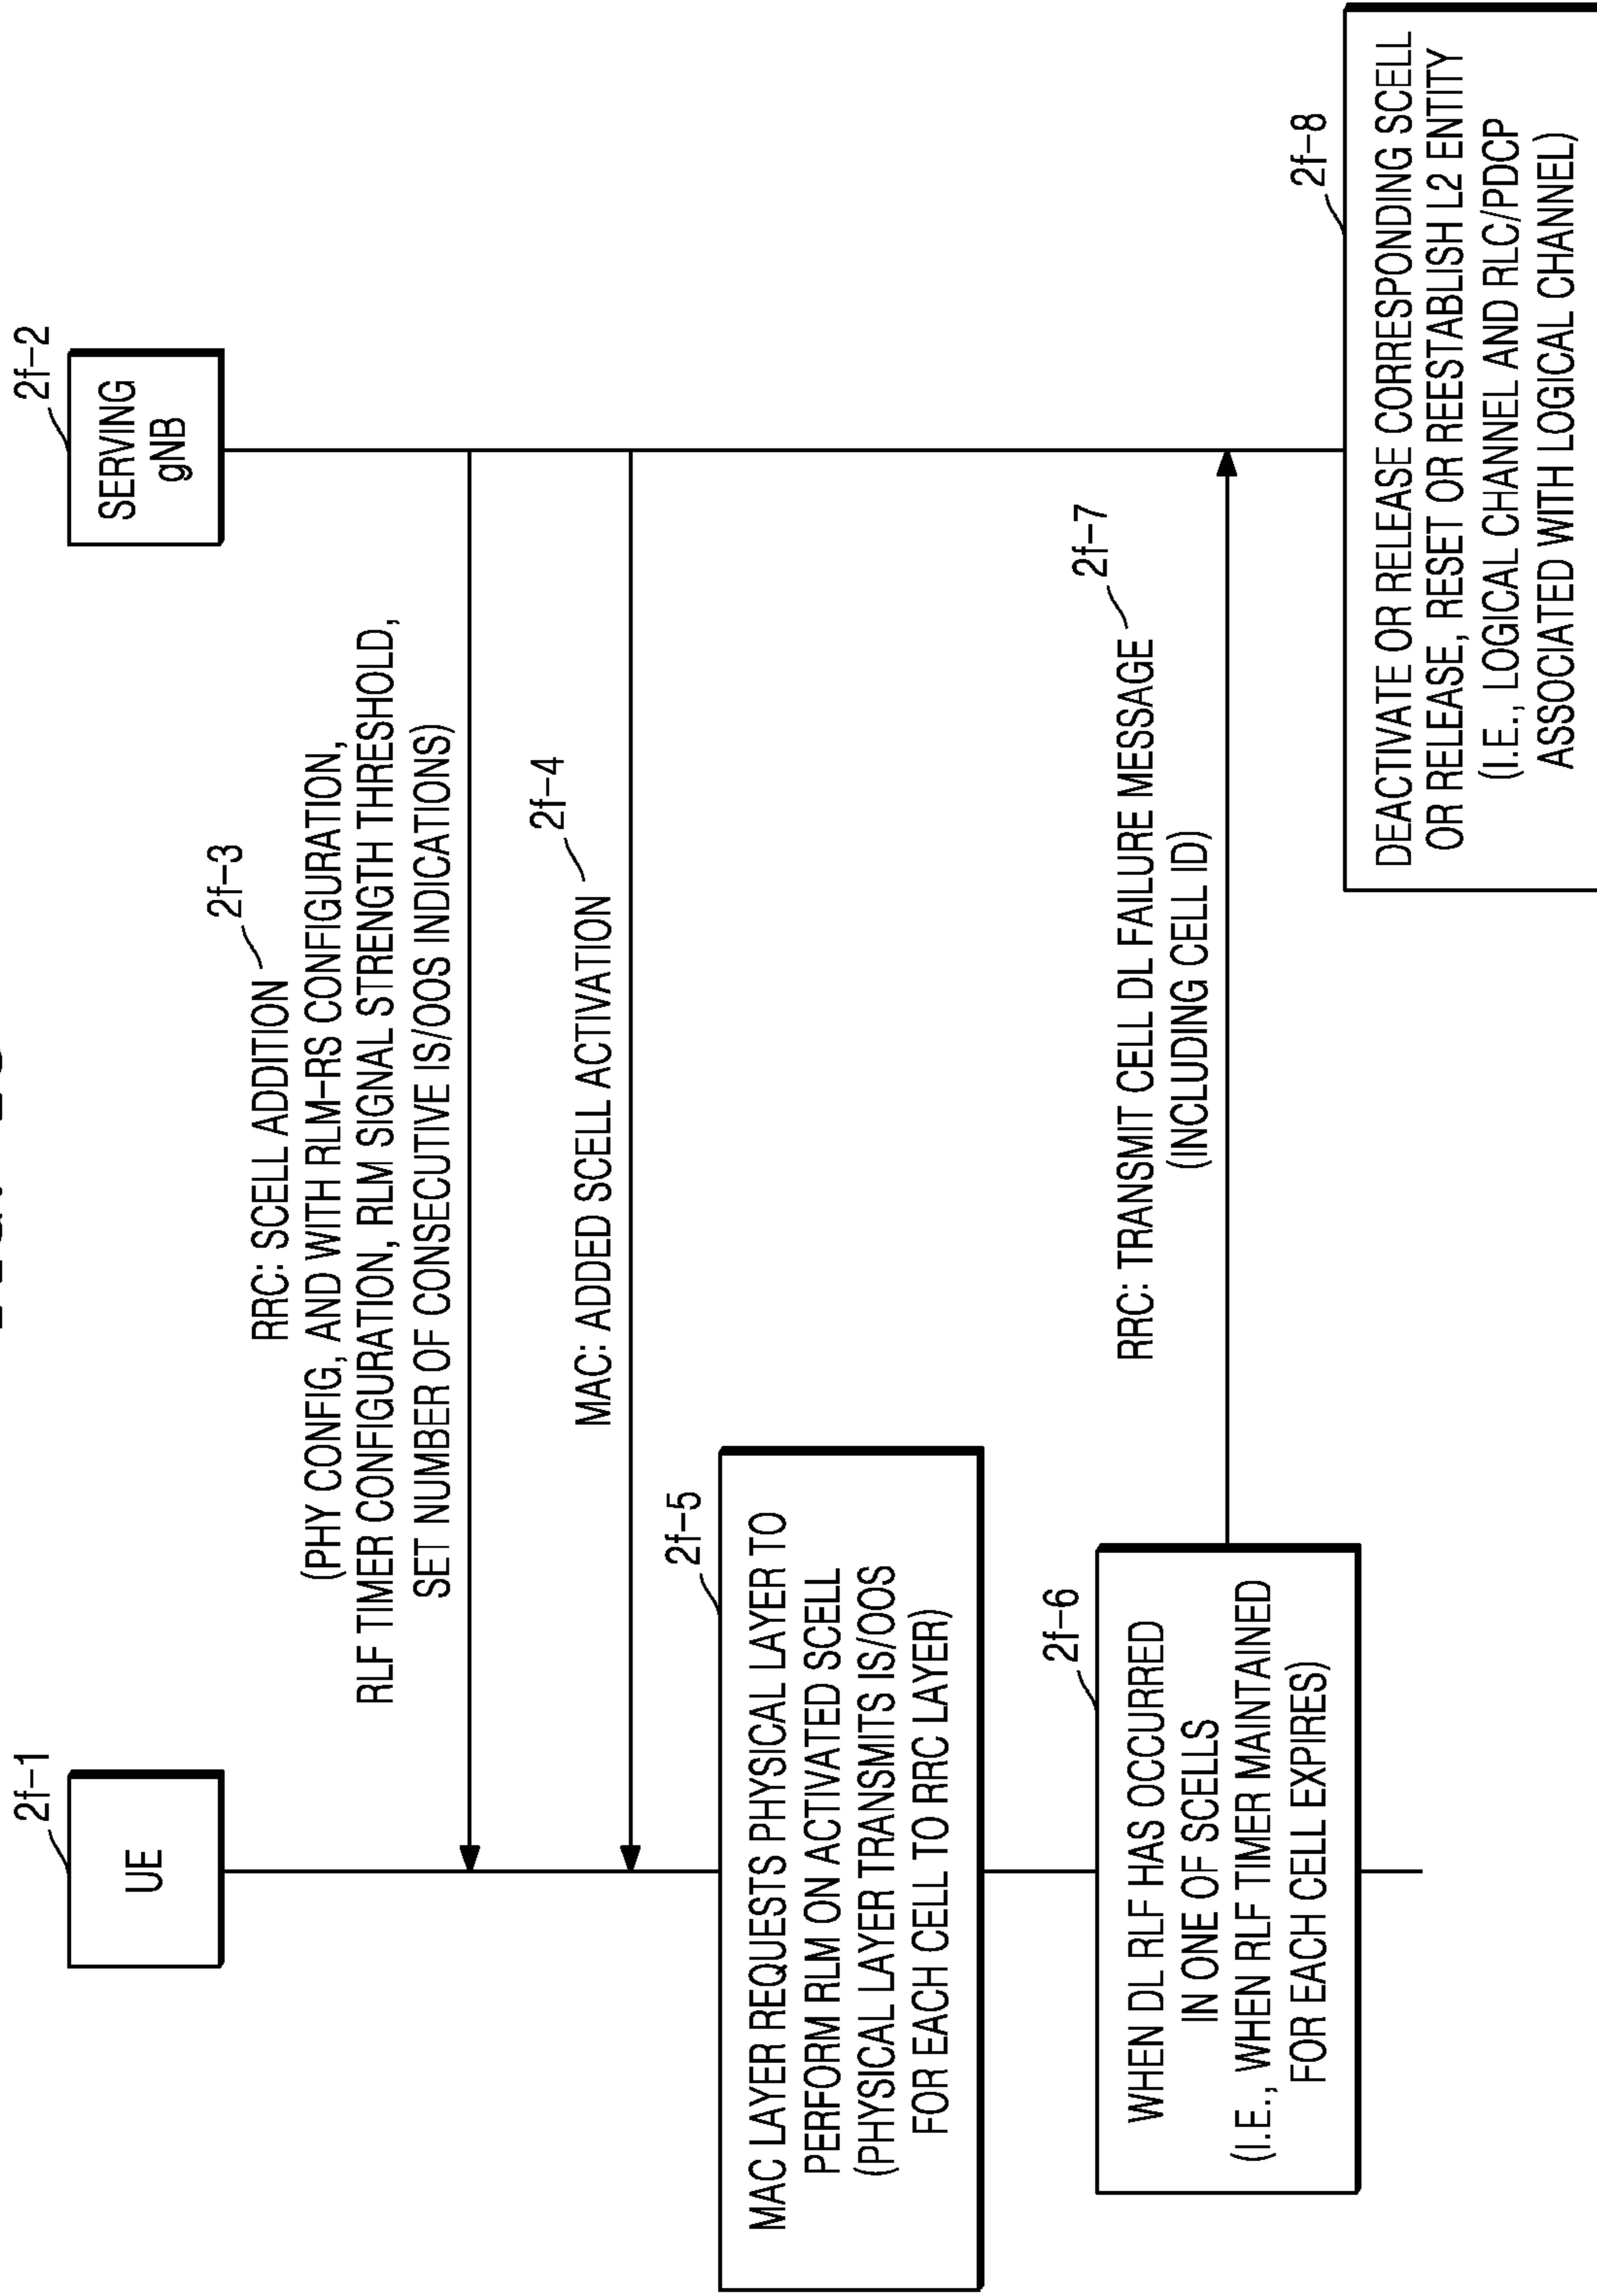 2f-1
UE
2f-2
SERVING
gNB
2f-3
RRC: SCELL ADDITION
(PHY CONFIG, AND WITH RLM-RS CONFIGURATION,
RLF TIMER CONFIGURATION, RLM SIGNAL STRENGTH THRESHOLD,
SET NUMBER OF CONSECUTIVE IS/OOS INDICATIONS)
2f-4
MAC: ADDED SCELL ACTIVATION
2f-5
MAC LAYER REQUESTS PHYSICAL LAYER TO
PERFORM RLM ON ACTIVATED SCELL
(PHYSICAL LAYER TRANSMITS IS/OOS
FOR EACH CELL TO RRC LAYER)
2f-6
WHEN DL RLF HAS OCCURRED
IN ONE OF SCELLS
(I.E., WHEN RLF TIMER MAINTAINED
FOR EACH CELL EXPIRES)
2f-7
RRC: TRANSMIT CELL DL FAILURE MESSAGE
(INCLUDING CELL ID)
2f-8
DEACTIVATE OR RELEASE CORRESPONDING SCELL
OR RELEASE, RESET OR REESTABLISH L2 ENTITY
(I.E., LOGICAL CHANNEL AND RLC/PDCP
ASSOCIATED WITH LOGICAL CHANNEL)